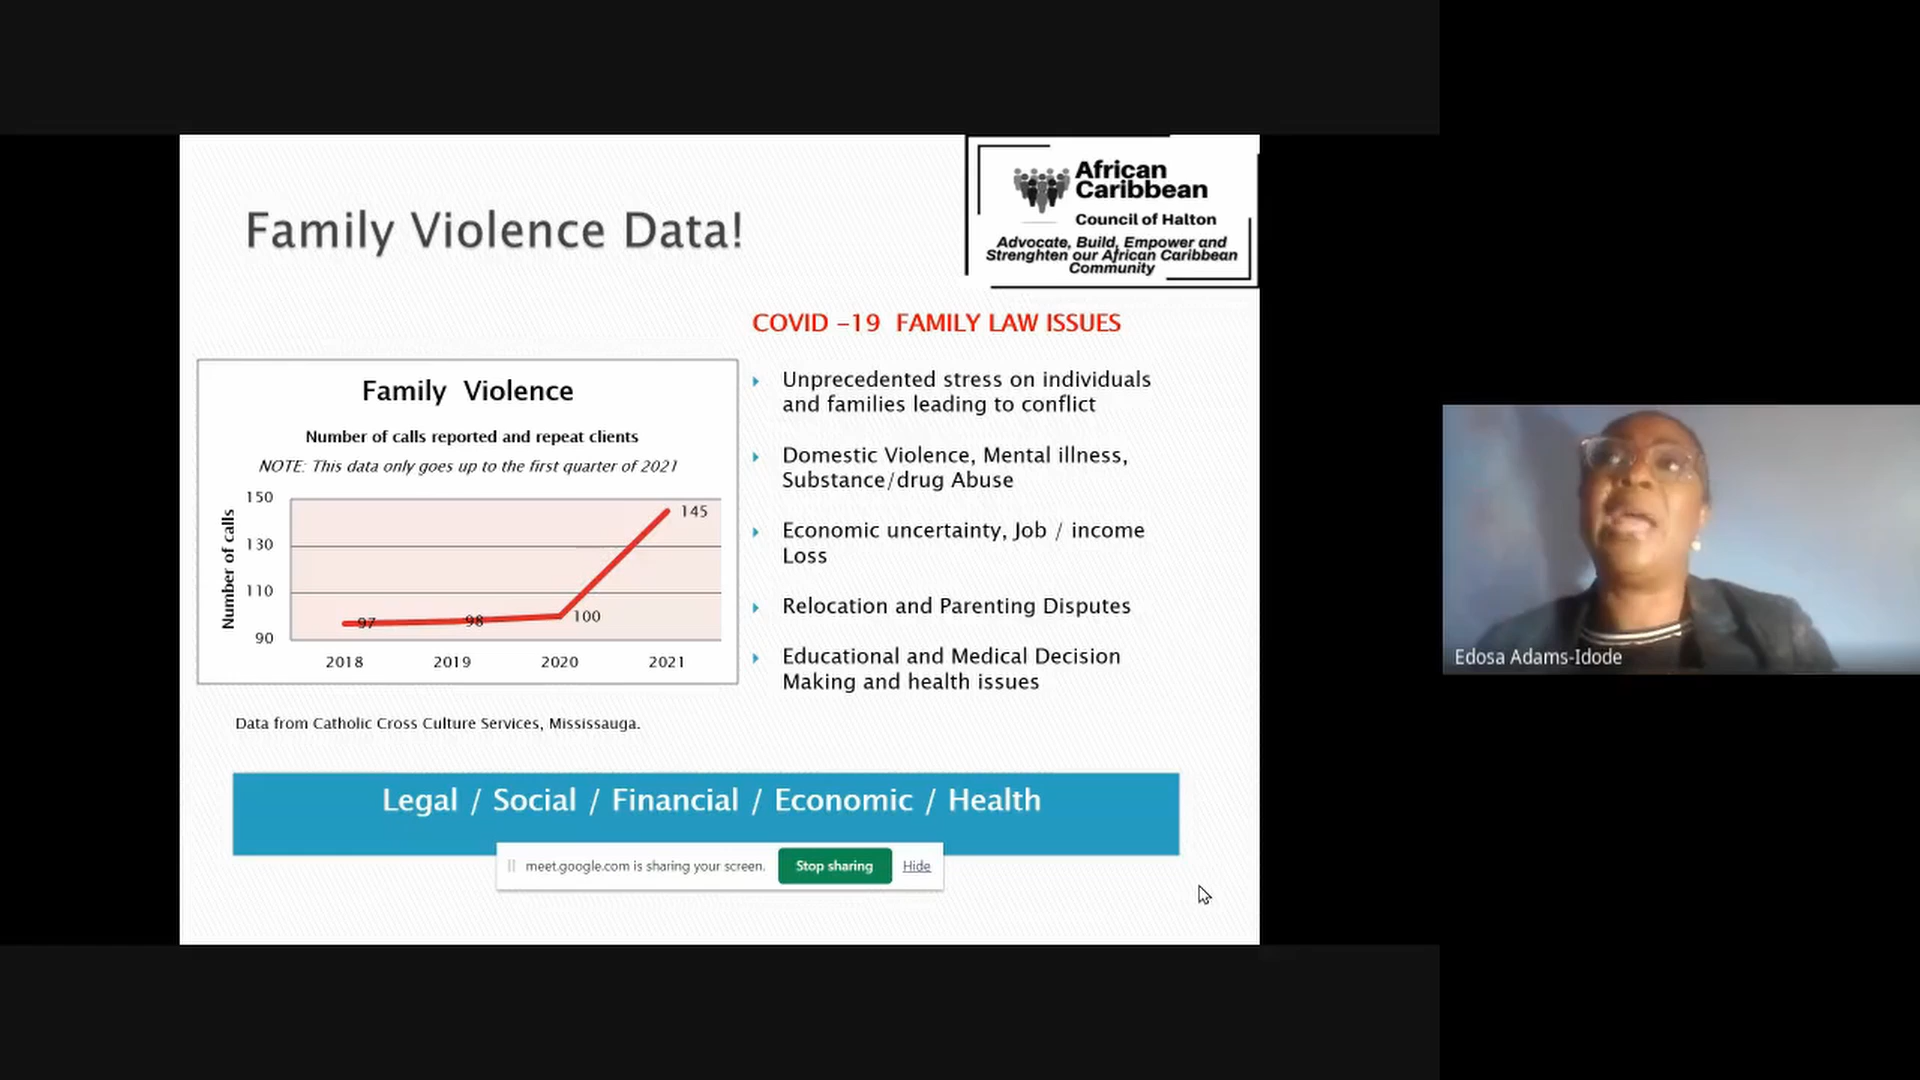 Family Violence Data!
African
Caribbean
Council of Halton
Advocate, Build, Empower and
Strenghten our African Caribbean
Community
COVID -19 FAMILY LAW ISSUES
Family Violence
Number of calls reported and repeat clients
NOTE: This data only goes up to the first quarter of 2021
Number of calls
150
130
110
90
97
98
100
145
2018
2019
2020
2021
Data from Catholic Cross Culture Services, Mississauga.
Unprecedented stress on individuals
and families leading to conflict
Domestic Violence, Mental illness,
Substance/drug Abuse
Economic uncertainty, Job / income
Loss
Relocation and Parenting Disputes
Educational and Medical Decision
Making and health issues
Legal / Social / Financial / Economic / Health
meet.google.com is sharing your screen.
Stop sharing
Hide
Edosa Adams-Idode